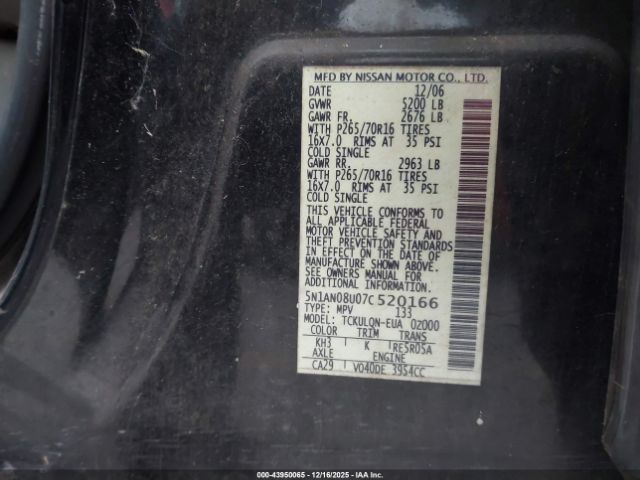 MFD BY NISSAN MOTOR CO., LTD.
DATE 12/06
GVWR 5200 LB
GAWR FR. 2676 LB
WITH P265/70R16 TIRES
16X7.0 RIMS AT 35 PSI
COLD SINGLE
GAWR RR. 2963 LB
WITH P265/70R16 TIRES
16X7.0 RIMS AT 35 PSI
COLD SINGLE
THIS VEHICLE CONFORMS TO
ALL APPLICABLE FEDERAL
MOTOR VEHICLE SAFETY AND
THEFT PREVENTION STANDARDS
IN EFFECT ON THE DATE OF
MANUFACTURE SHOWN ABOVE.
SEE OWNERS MANUAL FOR
ADDITIONAL INFORMATION.
5N1AN08U07C520166
TYPE: MPV 133
MODEL: TCKULQN-EUA 02000
COLOR TRIM TRANS
KH3 K RE5R05A
AXLE ENGINE
CA29 VQ40DE 3954CC
000-43950065 - 12/16/2025 - IAA Inc.